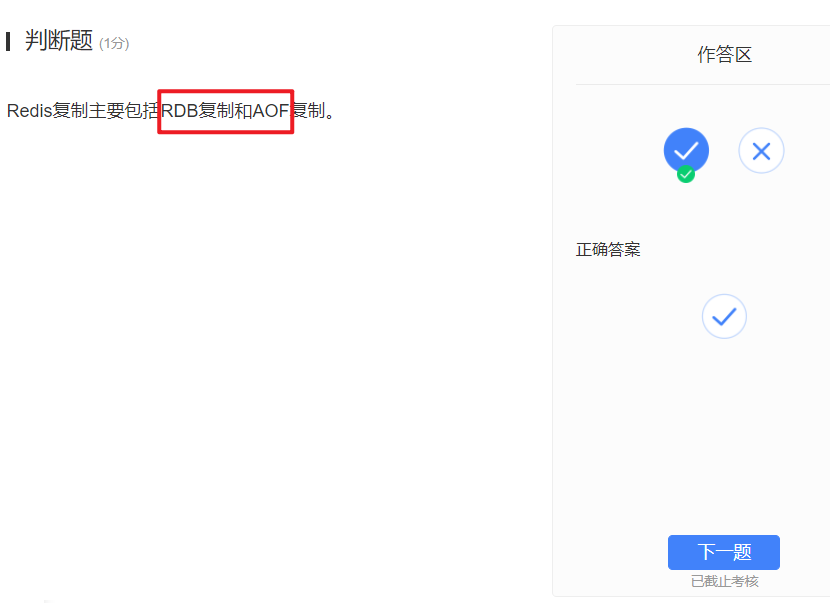 判断题 (1分)
Redis复制主要包括RDB复制和AOF复制。
作答区
正确答案
下一题
已截止考核